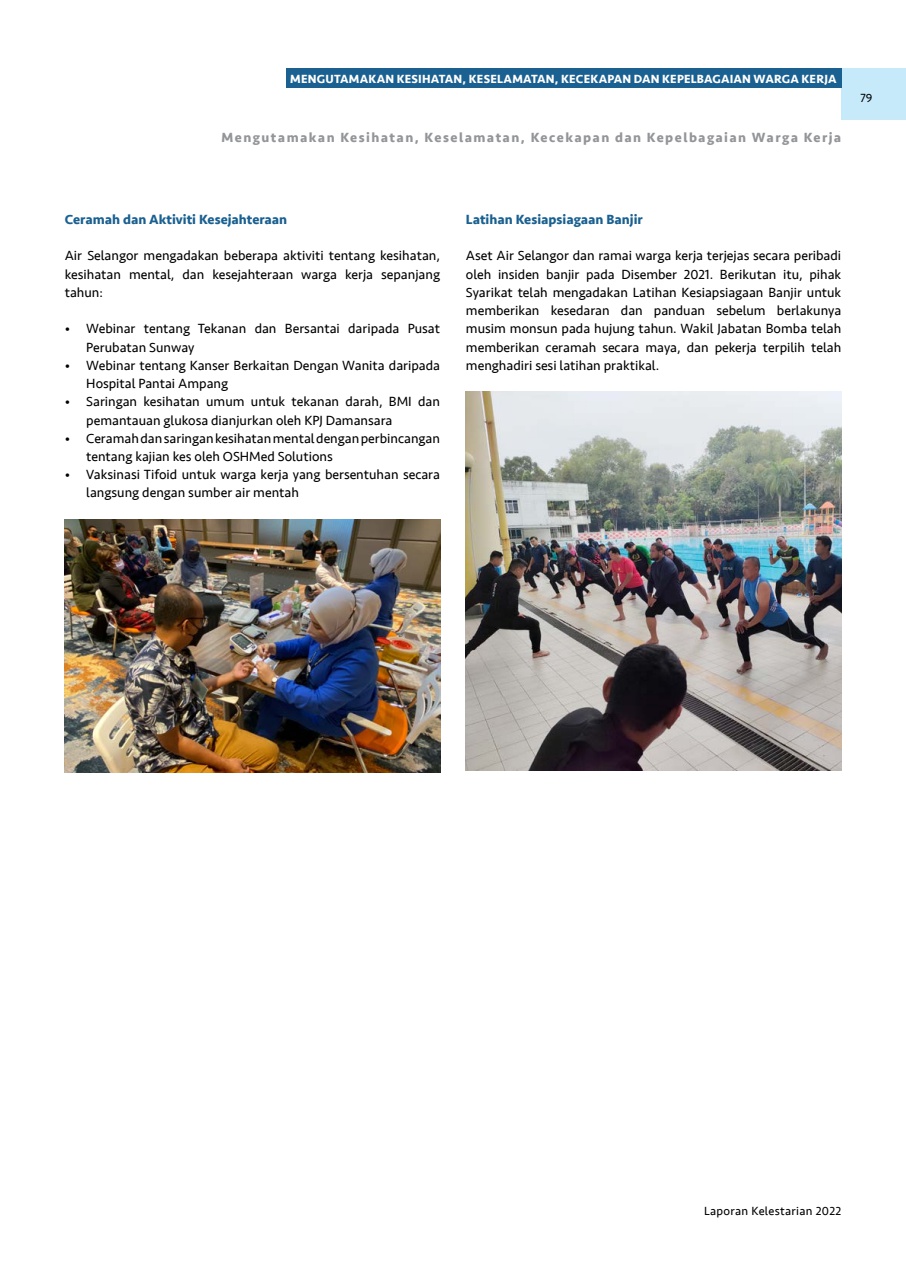 MENGUTAMAKAN KESIHATAN, KESELAMATAN, KECEKAPAN DAN KEPELBAGAIAN WARGA KERJA
79
Mengutamakan Kesihatan, Keselamatan, Kecekapan dan Kepelbagaian Warga Kerja
Ceramah dan Aktiviti Kesejahteraan
Air Selangor mengadakan beberapa aktiviti tentang kesihatan,
kesihatan mental, dan kesejahteraan warga kerja sepanjang
tahun:
• Webinar tentang Tekanan dan Bersantai daripada Pusat
Perubatan Sunway
• Webinar tentang Kanser Berkaitan Dengan Wanita daripada
Hospital Pantai Ampang
• Saringan kesihatan umum untuk tekanan darah, BMI dan
pemantauan glukosa dianjurkan oleh KPJ Damansara
• Ceramah dan saringan kesihatan mental dengan perbincangan
tentang kajian kes oleh OSHMed Solutions
• Vaksinasi Tifoid untuk warga kerja yang bersentuhan secara
langsung dengan sumber air mentah
Latihan Kesiapsiagaan Banjir
Aset Air Selangor dan ramai warga kerja terjejas secara peribadi
oleh insiden banjir pada Disember 2021. Berikutan itu, pihak
Syarikat telah mengadakan Latihan Kesiapsiagaan Banjir untuk
memberikan kesedaran dan panduan sebelum berlakunya
musim monsun pada hujung tahun. Wakil Jabatan Bomba telah
memberikan ceramah secara maya, dan pekerja terpilih telah
menghadiri sesi latihan praktikal.
Laporan Kelestarian 2022